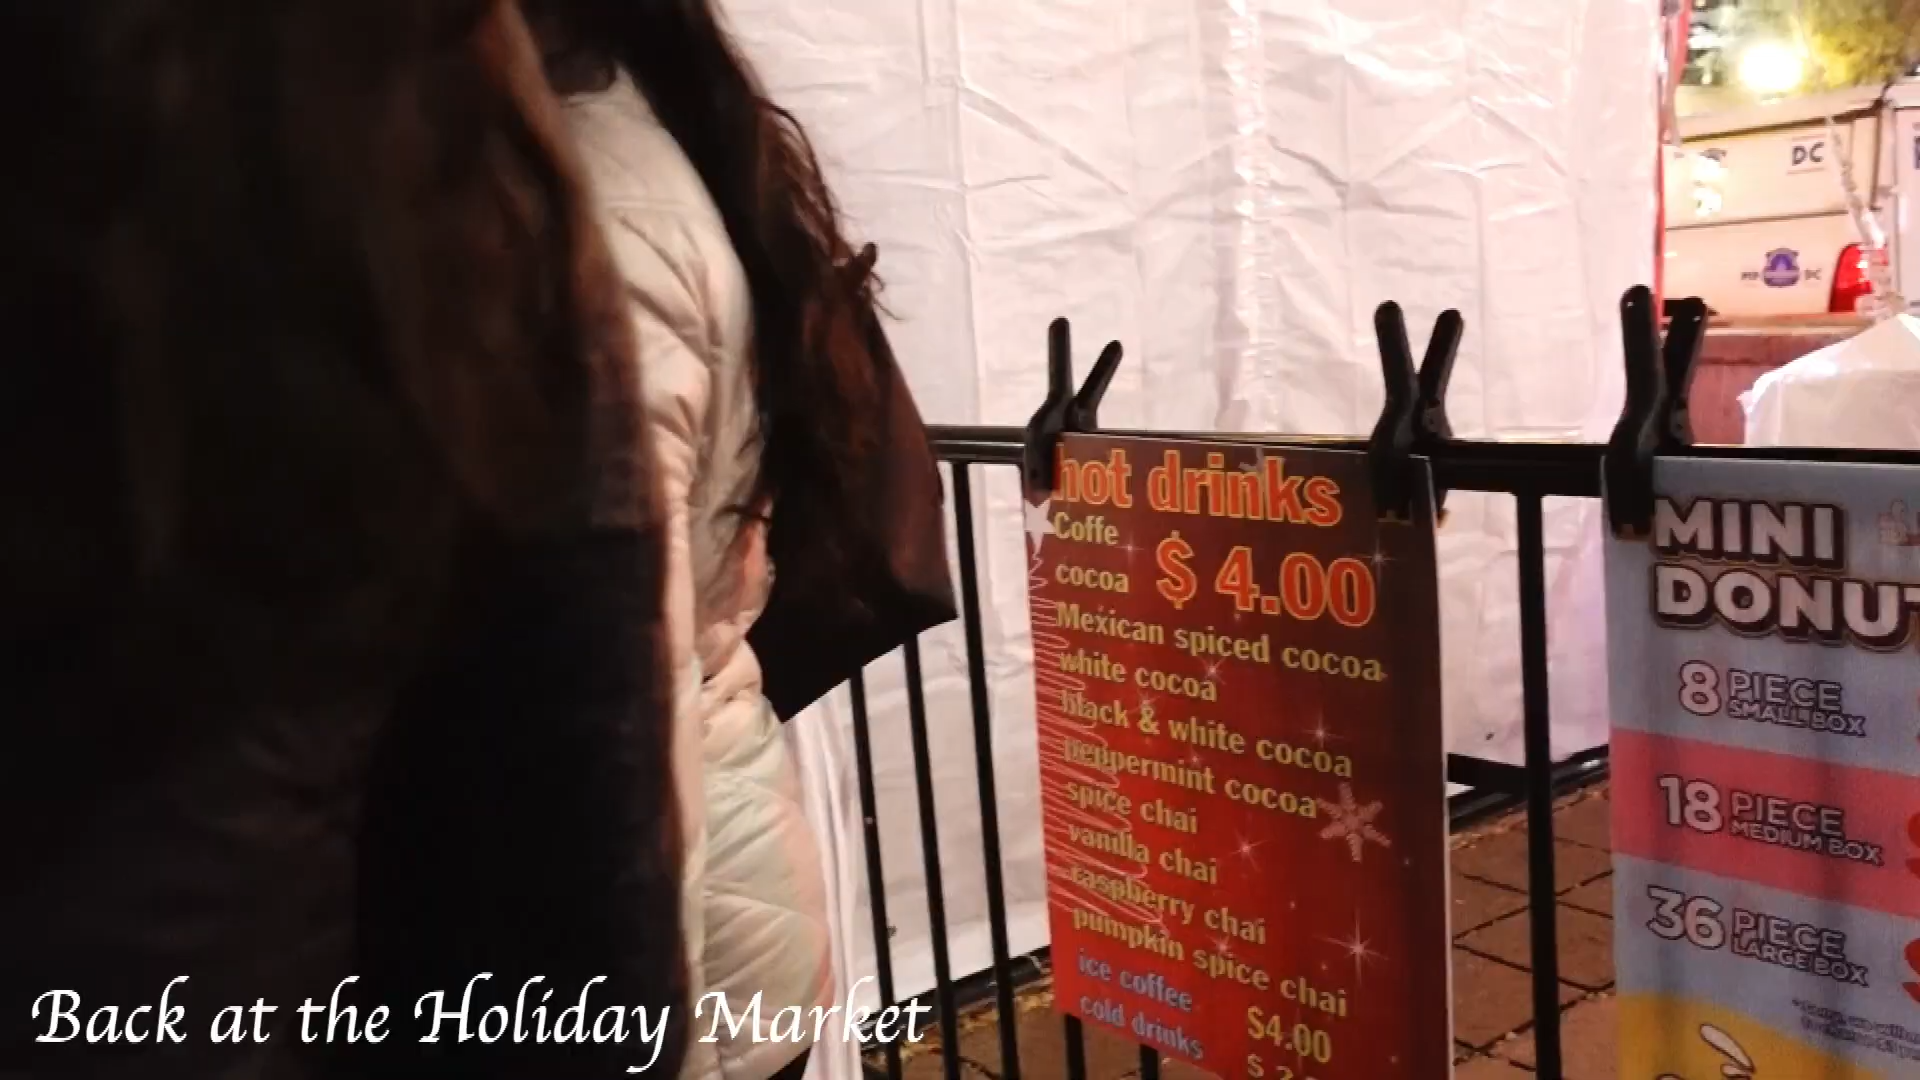 DC
DC
hot drinks
Coffe
cocoa
$ 4.00
Mexican spiced cocoa
white cocoa
black & white cocoa
peppermint cocoa
spice chai
vanilla chai
raspberry chai
pumpkin spice chai
ice coffee $4.00
cold drinks $
MINI
DONUT
8 PIECE
SMALL BOX
18 PIECE
MEDIUM BOX
36 PIECE
LARGE BOX
Back at the Holiday Market